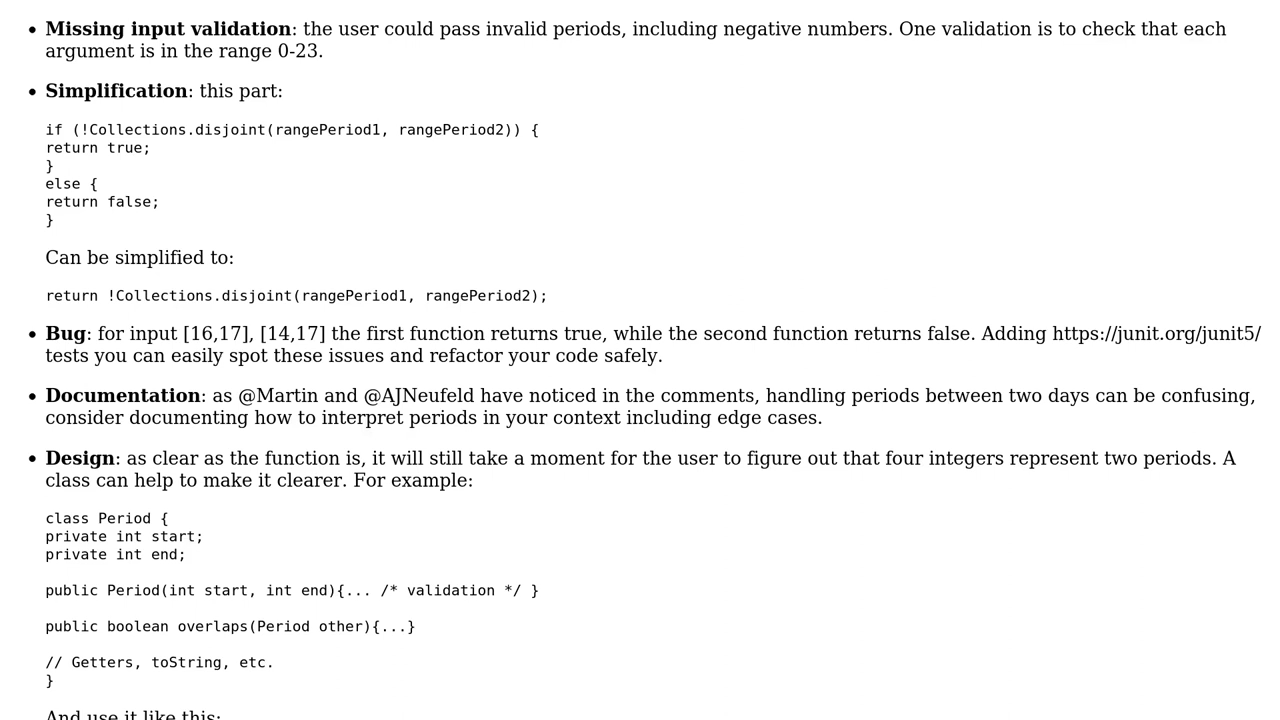 Missing input validation: the user could pass invalid periods, including negative numbers. One validation is to check that each
argument is in the range 0-23.
Simplification: this part:
if (!Collections.disjoint(rangePeriod1, rangePeriod2)) {
return true;
}
else {
return false;
}
Can be simplified to:
return !Collections.disjoint(rangePeriod1, rangePeriod2);
Bug: for input [16,17], [14,17] the first function returns true, while the second function returns false. Adding https://junit.org/junit5/
tests you can easily spot these issues and refactor your code safely.
Documentation: as @Martin and @AJNeufeld have noticed in the comments, handling periods between two days can be confusing,
consider documenting how to interpret periods in your context including edge cases.
Design: as clear as the function is, it will still take a moment for the user to figure out that four integers represent two periods. A
class can help to make it clearer. For example:
class Period {
private int start;
private int end;
public Period(int start, int end){... /* validation */ }
public boolean overlaps(Period other){...}
// Getters, toString, etc.
}
And use it like this: